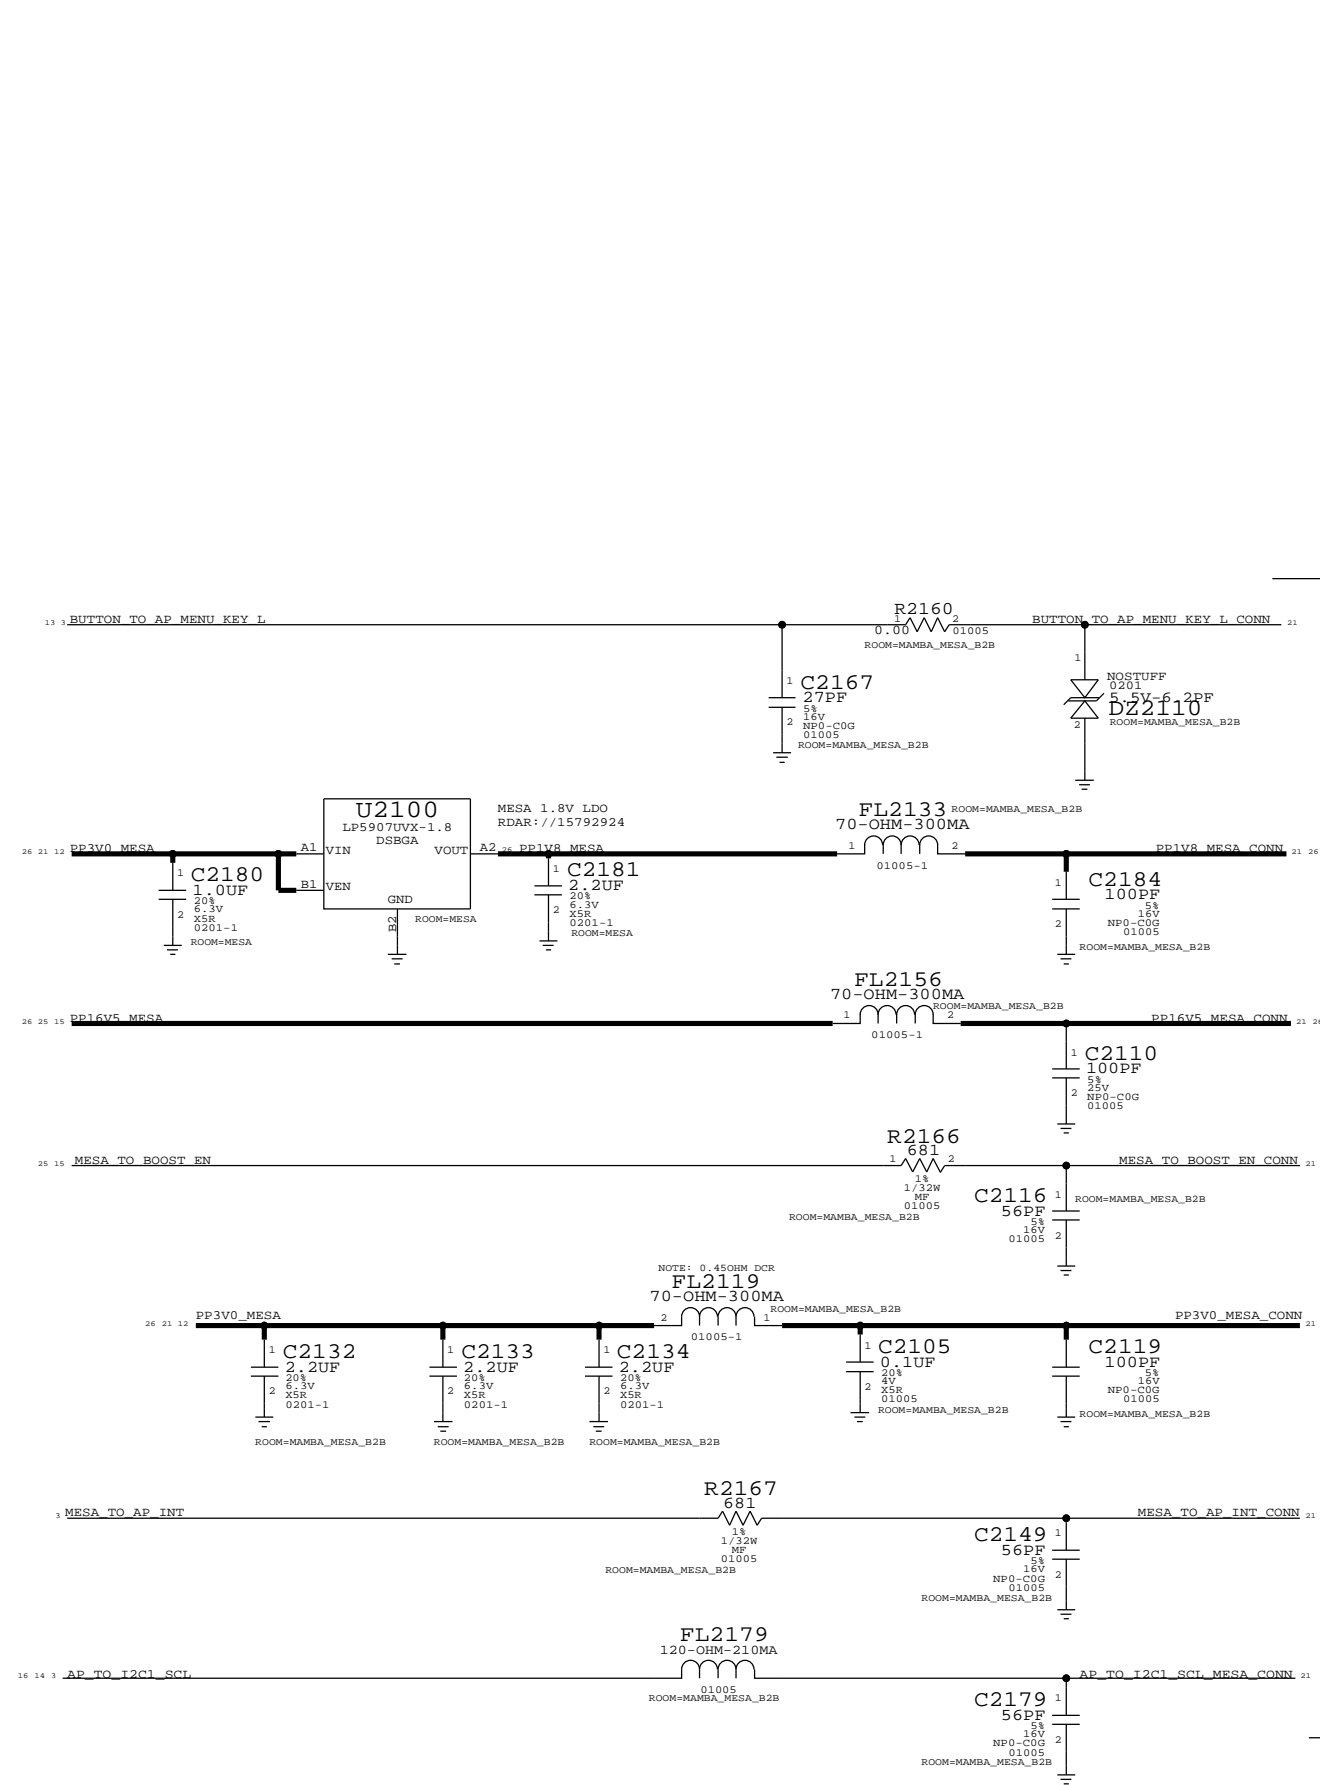 R2160
13 3 BUTTON_TO_AP_MENU_KEY_L 1 2 BUTTON_TO_AP_MENU_KEY_L_CONN 21
0.00 01005
ROOM=MAMBA_MESA_B2B
1
1 C2167 NOSTUFF
27PF 0201
5% 5.5V-6.2PF
16V DZ2110
2 NP0-C0G 2 ROOM=MAMBA_MESA_B2B
01005
ROOM=MAMBA_MESA_B2B
U2100 MESA 1.8V LDO FL2133 ROOM=MAMBA_MESA_B2B
LP5907UVX-1.8 RDAR://15792924 70-OHM-300MA
DSBGA
26 21 12 PP3V0_MESA A1 VIN VOUT A2 26 PP1V8_MESA 1 2 PP1V8_MESA_CONN 21 26
01005-1
1 C2180 B1 VEN 1 C2181 1 C2184
1.0UF 2.2UF 100PF
20% GND 20% 5%
6.3V 6.3V 16V
2 X5R B2 ROOM=MESA 2 X5R 2 NP0-C0G
0201-1 0201-1 01005
ROOM=MESA ROOM=MESA ROOM=MAMBA_MESA_B2B
FL2156
70-OHM-300MA
ROOM=MAMBA_MESA_B2B
26 25 15 PP16V5_MESA 1 2 PP16V5_MESA_CONN 21 26
01005-1
1 C2110
100PF
5%
25V
2 NP0-C0G
01005
R2166
681
25 15 MESA_TO_BOOST_EN 1 2 MESA_TO_BOOST_EN_CONN 21
1%
1/32W
MF
01005
ROOM=MAMBA_MESA_B2B
C2116 1 ROOM=MAMBA_MESA_B2B
56PF
5%
16V
01005 2
NOTE: 0.45OHM DCR
FL2119
70-OHM-300MA
ROOM=MAMBA_MESA_B2B
26 21 12 PP3V0_MESA 2 1 PP3V0_MESA_CONN 21
01005-1
1 C2132 1 C2133 1 C2134 1 C2105 1 C2119
2.2UF 2.2UF 2.2UF 0.1UF 100PF
20% 20% 20% 20% 5%
6.3V 6.3V 6.3V 4V 16V
2 X5R 2 X5R 2 X5R 2 X5R 2 NP0-C0G
0201-1 0201-1 0201-1 01005 01005
ROOM=MAMBA_MESA_B2B ROOM=MAMBA_MESA_B2B
ROOM=MAMBA_MESA_B2B ROOM=MAMBA_MESA_B2B ROOM=MAMBA_MESA_B2B
R2167
681
3 MESA_TO_AP_INT MESA_TO_AP_INT_CONN 21
1%
1/32W
MF
01005
ROOM=MAMBA_MESA_B2B
C2149 1
56PF
5%
16V
NP0-C0G 2
01005
ROOM=MAMBA_MESA_B2B
FL2179
120-OHM-210MA
16 14 3 AP_TO_I2C1_SCL AP_TO_I2C1_SCL_MESA_CONN 21
01005
ROOM=MAMBA_MESA_B2B
C2179 1
56PF
5%
16V
NP0-C0G 2
01005
ROOM=MAMBA_MESA_B2B